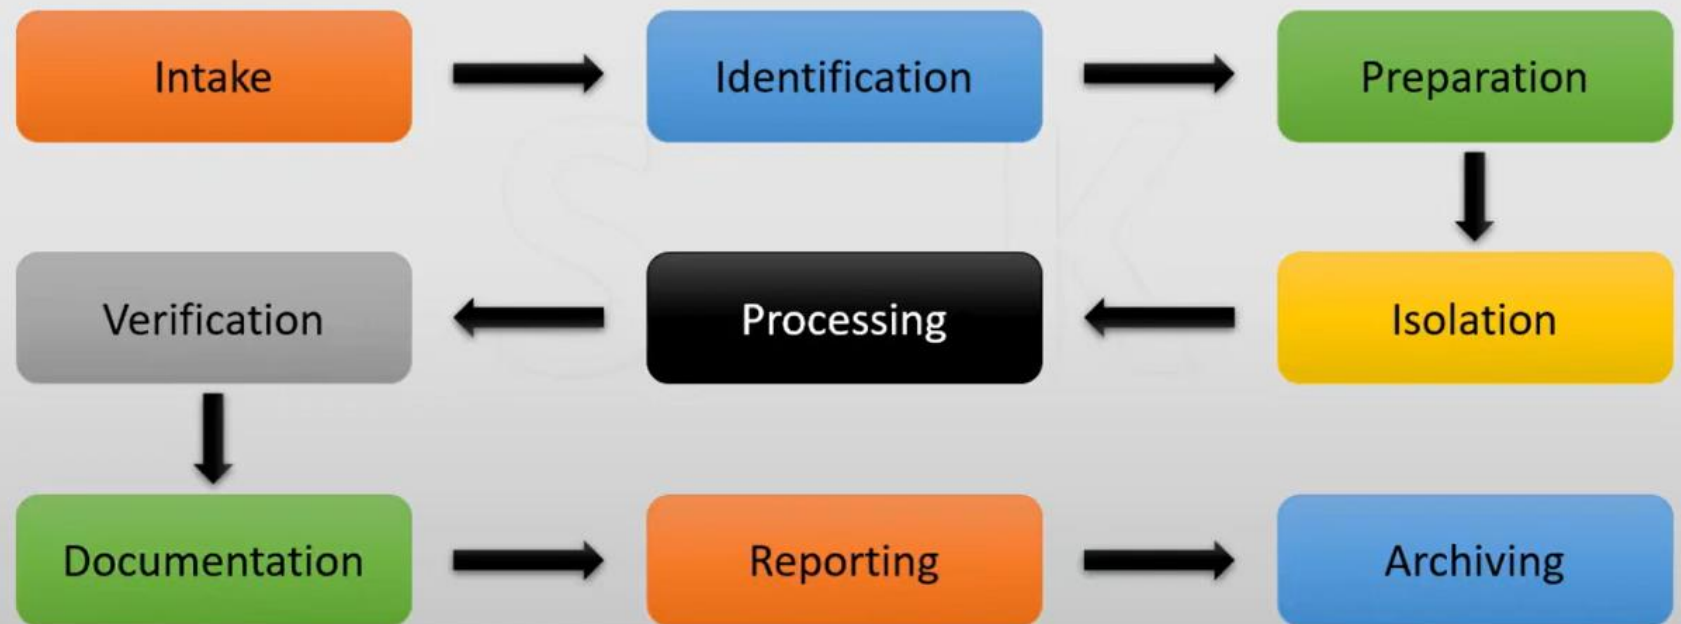 Intake
Identification
Preparation
Isolation
Processing
Verification
Documentation
Reporting
Archiving